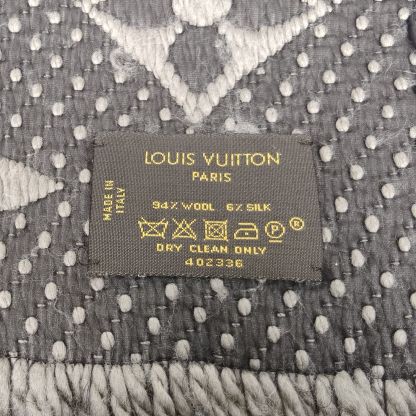 LOUIS VUITTON
PARIS
MADE IN
ITALY
94% WOOL 6% SILK
P ®
DRY CLEAN ONLY
402336